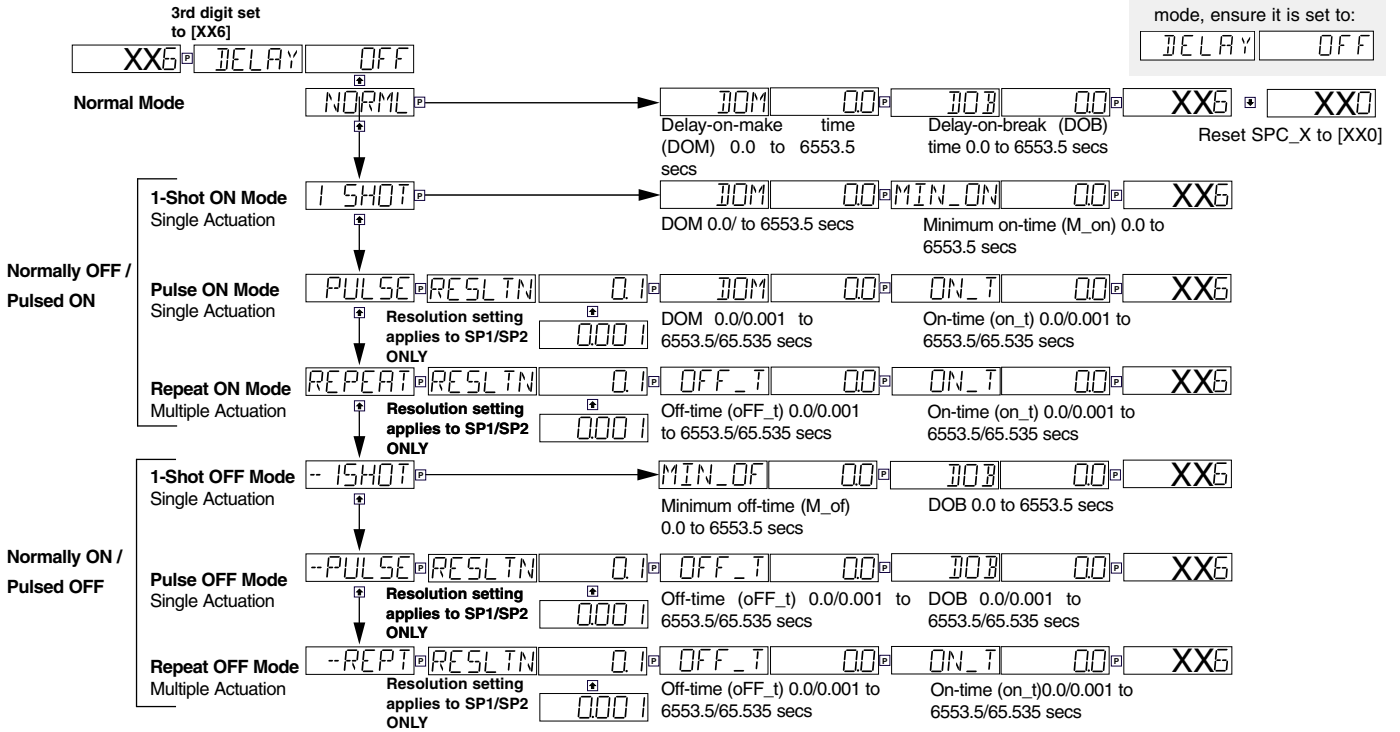 3rd digit set
to [XX6]
mode, ensure it is set to:
DELAY OFF
XX6 P DELAY OFF
Normal Mode NORML P DOM 0.0 P DOB 0.0 P XX6 XX0
Delay-on-make time
(DOM) 0.0 to 6553.5
secs
Delay-on-break (DOB)
time 0.0 to 6553.5 secs
Reset SPC_X to [XX0]
Normally OFF /
Pulsed ON
1-Shot ON Mode
Single Actuation
1 SHOT P DOM 0.0 P MIN_ON 0.0 P XX6
DOM 0.0/ to 6553.5 secs
Minimum on-time (M_on) 0.0 to
6553.5 secs
Pulse ON Mode
Single Actuation
PULSE P RESLTN 0.1 P DOM 0.0 P ON_T 0.0 P XX6
Resolution setting
applies to SP1/SP2
ONLY
0.001
DOM 0.0/0.001 to
6553.5/65.535 secs
On-time (on_t) 0.0/0.001 to
6553.5/65.535 secs
Repeat ON Mode
Multiple Actuation
REPEAT P RESLTN 0.1 P OFF_T 0.0 P ON_T 0.0 P XX6
Resolution setting
applies to SP1/SP2
ONLY
0.001
Off-time (oFF_t) 0.0/0.001
to 6553.5/65.535 secs
On-time (on_t) 0.0/0.001 to
6553.5/65.535 secs
Normally ON /
Pulsed OFF
1-Shot OFF Mode
Single Actuation
-- 1SHOT P MIN_OF 0.0 P DOB 0.0 P XX6
Minimum off-time (M_of)
0.0 to 6553.5 secs
DOB 0.0 to 6553.5 secs
Pulse OFF Mode
Single Actuation
--PULSE P RESLTN 0.1 P OFF_T 0.0 P DOB 0.0 P XX6
Resolution setting
applies to SP1/SP2
ONLY
0.001
Off-time (oFF_t) 0.0/0.001 to
6553.5/65.535 secs
DOB 0.0/0.001 to
6553.5/65.535 secs
Repeat OFF Mode
Multiple Actuation
--REPT P RESLTN 0.1 P OFF_T 0.0 P ON_T 0.0 P XX6
Resolution setting
applies to SP1/SP2
ONLY
0.001
Off-time (oFF_t) 0.0/0.001 to
6553.5/65.535 secs
On-time (on_t)0.0/0.001 to
6553.5/65.535 secs